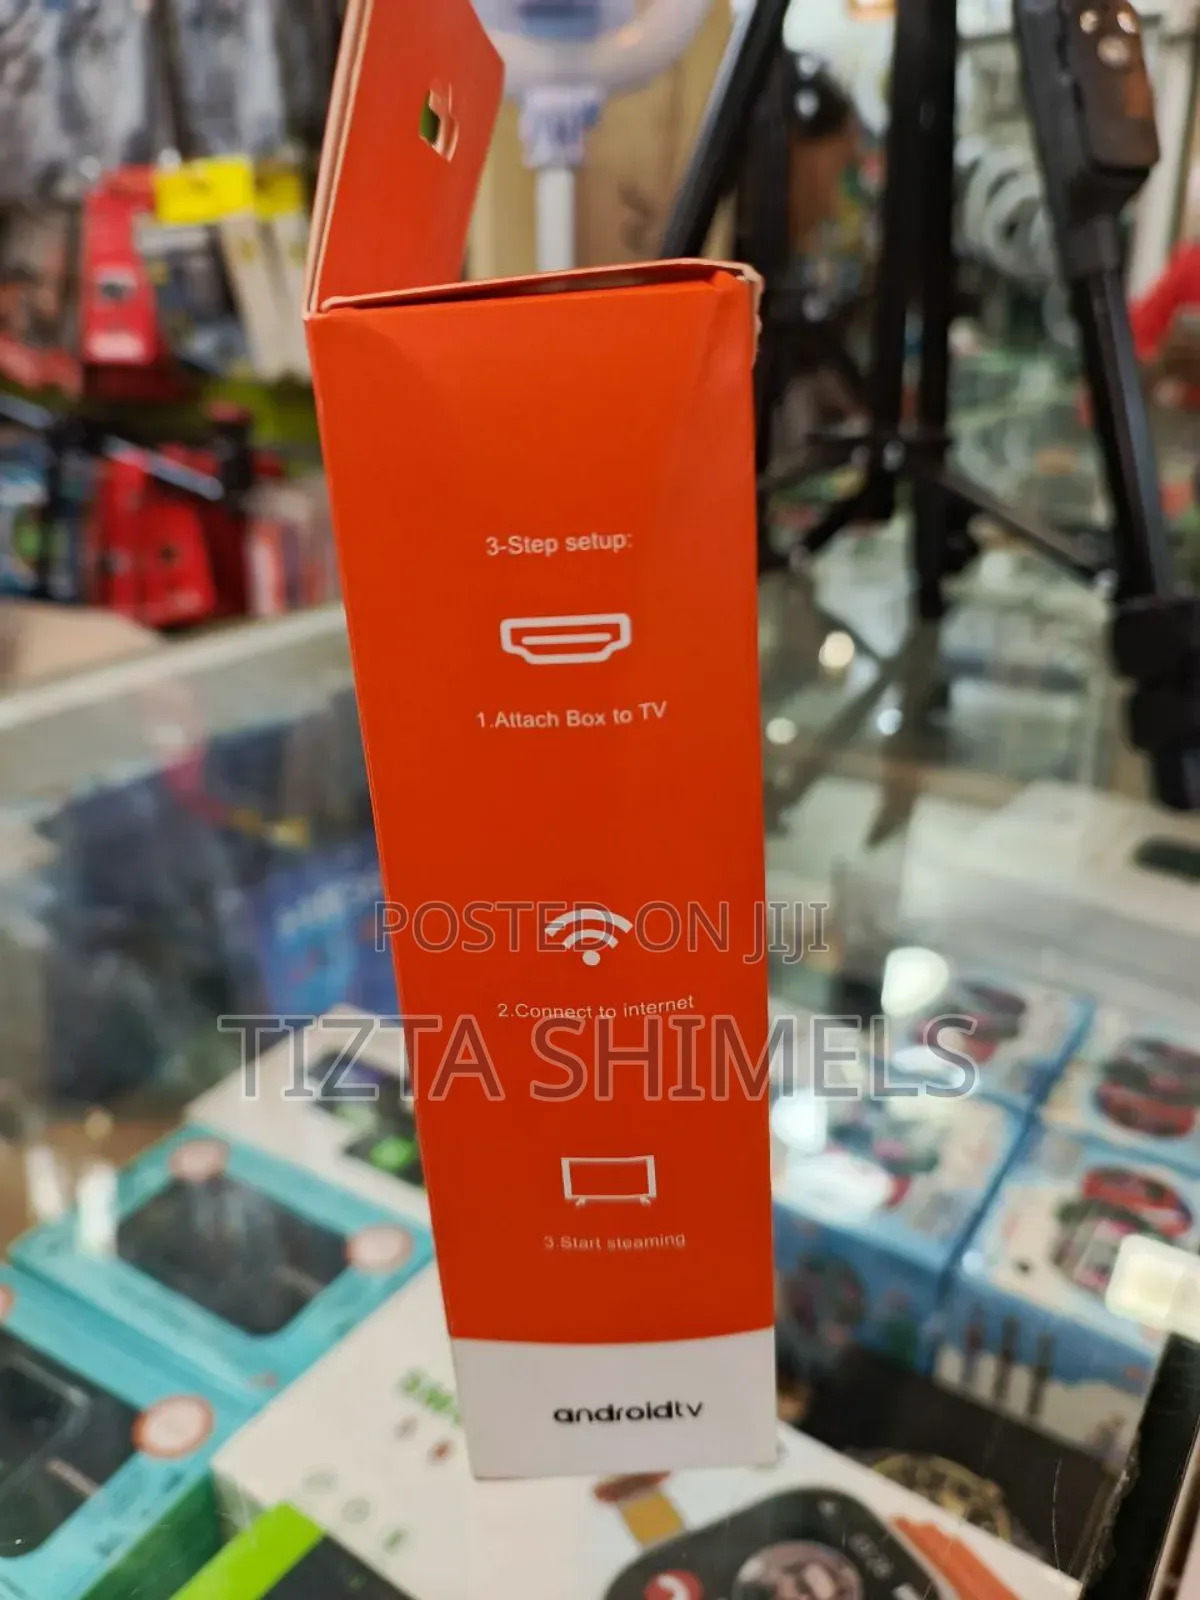 3-Step setup:
1.Attach Box to TV
POSTED ON JIJI
2.Connect to internet
TIZTA SHIMELS
3.Start steaming
androidtv